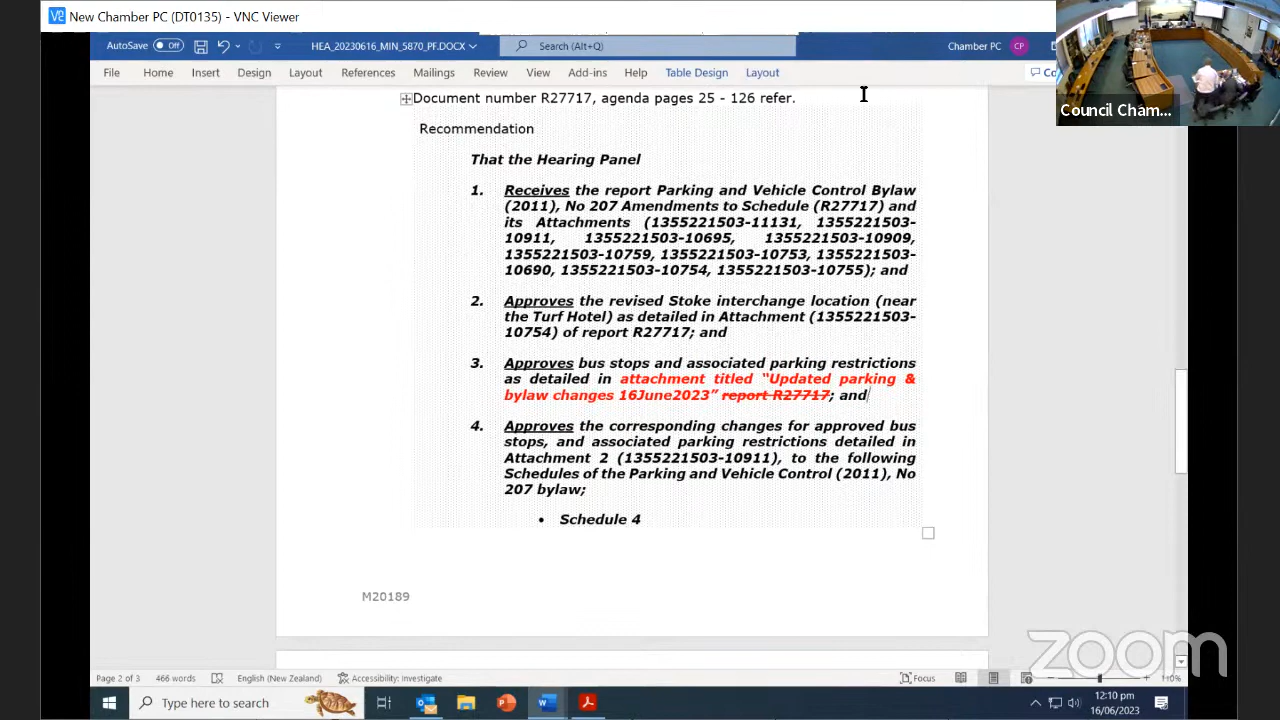 New Chamber PC (DT0135) - VNC Viewer
AutoSave Off HEA_20230616_MIN_5870_PF.DOCX Search (Alt+Q) Chamber PC CP
File Home Insert Design Layout References Mailings Review View Add-ins Help Table Design Layout Co
Council Cham...
Document number R27717, agenda pages 25 - 126 refer.
Recommendation
That the Hearing Panel
1. Receives the report Parking and Vehicle Control Bylaw
(2011), No 207 Amendments to Schedule (R27717) and
its Attachments (1355221503-11131, 1355221503-
10911, 1355221503-10695, 1355221503-10909,
1355221503-10759, 1355221503-10753, 1355221503-
10690, 1355221503-10754, 1355221503-10755); and
2. Approves the revised Stoke interchange location (near
the Turf Hotel) as detailed in Attachment (1355221503-
10754) of report R27717; and
3. Approves bus stops and associated parking restrictions
as detailed in attachment titled "Updated parking &
bylaw changes 16June2023" report R27717; and
4. Approves the corresponding changes for approved bus
stops, and associated parking restrictions detailed in
Attachment 2 (1355221503-10911), to the following
Schedules of the Parking and Vehicle Control (2011), No
207 bylaw;
• Schedule 4
M20189
zoom
Page 2 of 3 466 words English (New Zealand) Accessibility: Investigate Focus 110%
Type here to search 12:10 pm
16/06/2023